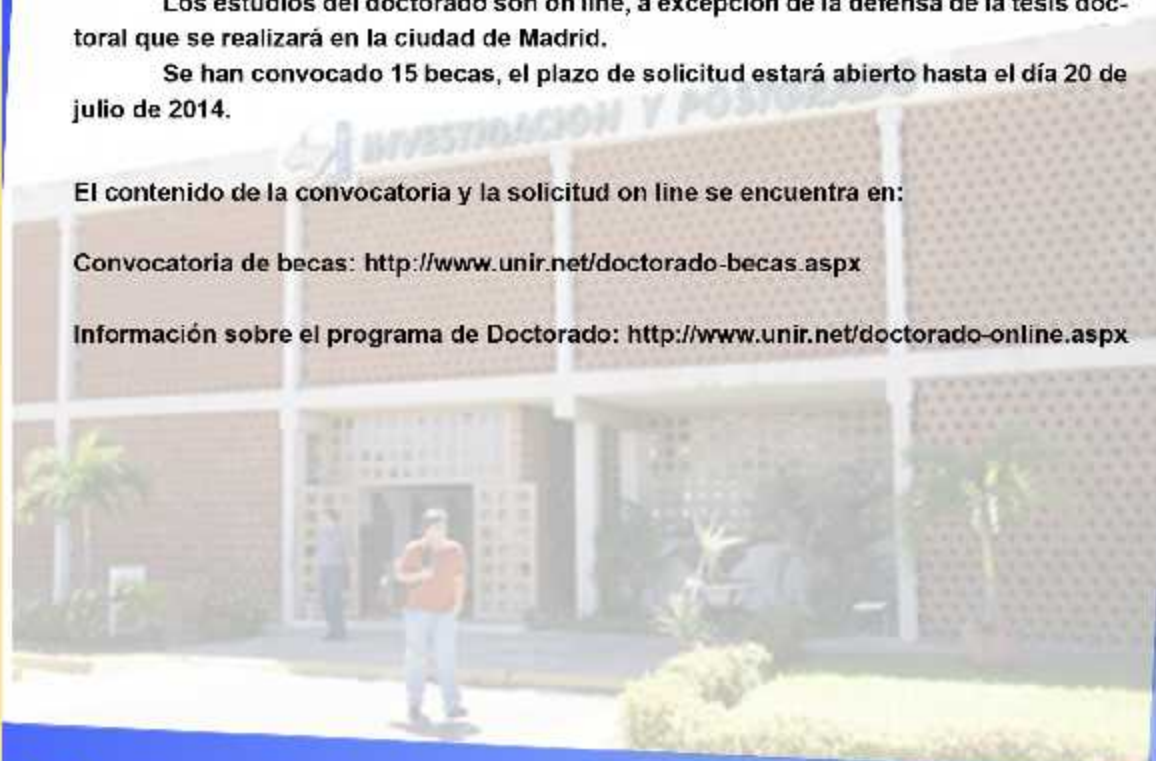 Los estudios del doctorado son on line, a excepción de la defensa de la tesis doc-
toral que se realizará en la ciudad de Madrid.
Se han convocado 15 becas, el plazo de solicitud estará abierto hasta el día 20 de
julio de 2014.
INVESTIGACION Y POSTGRADO
El contenido de la convocatoria y la solicitud on line se encuentra en:
Convocatoria de becas: http://www.unir.net/doctorado-becas.aspx
Información sobre el programa de Doctorado: http://www.unir.net/doctorado-online.aspx